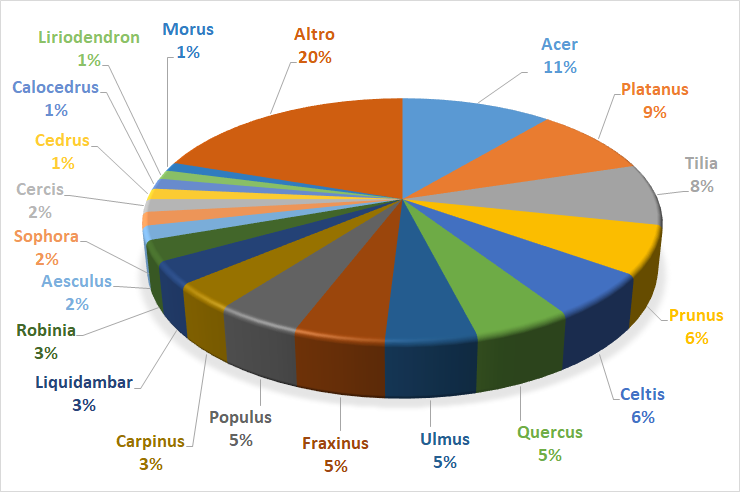 Acer
11%
Platanus
9%
Tilia
8%
Prunus
6%
Celtis
6%
Quercus
5%
Ulmus
5%
Fraxinus
5%
Populus
5%
Carpinus
3%
Liquidambar
3%
Robinia
3%
Aesculus
2%
Sophora
2%
Cercis
2%
Cedrus
1%
Calocedrus
1%
Liriodendron
1%
Morus
1%
Altro
20%